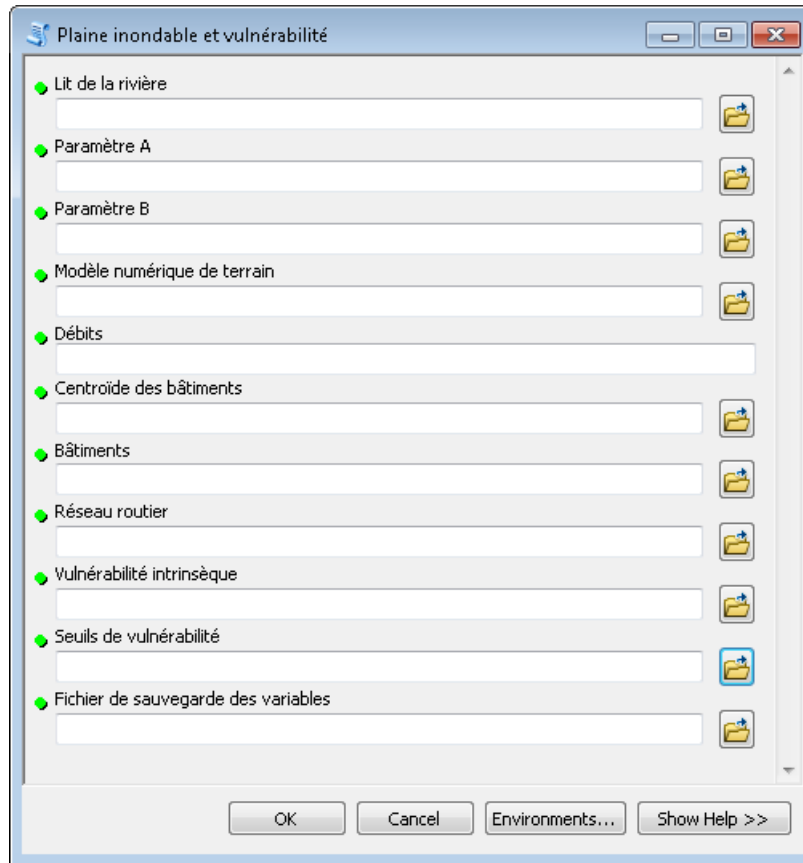 Plaine inondable et vulnérabilité
Lit de la rivière
Paramètre A
Paramètre B
Modèle numérique de terrain
Débits
Centroïde des bâtiments
Bâtiments
Réseau routier
Vulnérabilité intrinsèque
Seuils de vulnérabilité
Fichier de sauvegarde des variables
OK Cancel Environments... Show Help >>